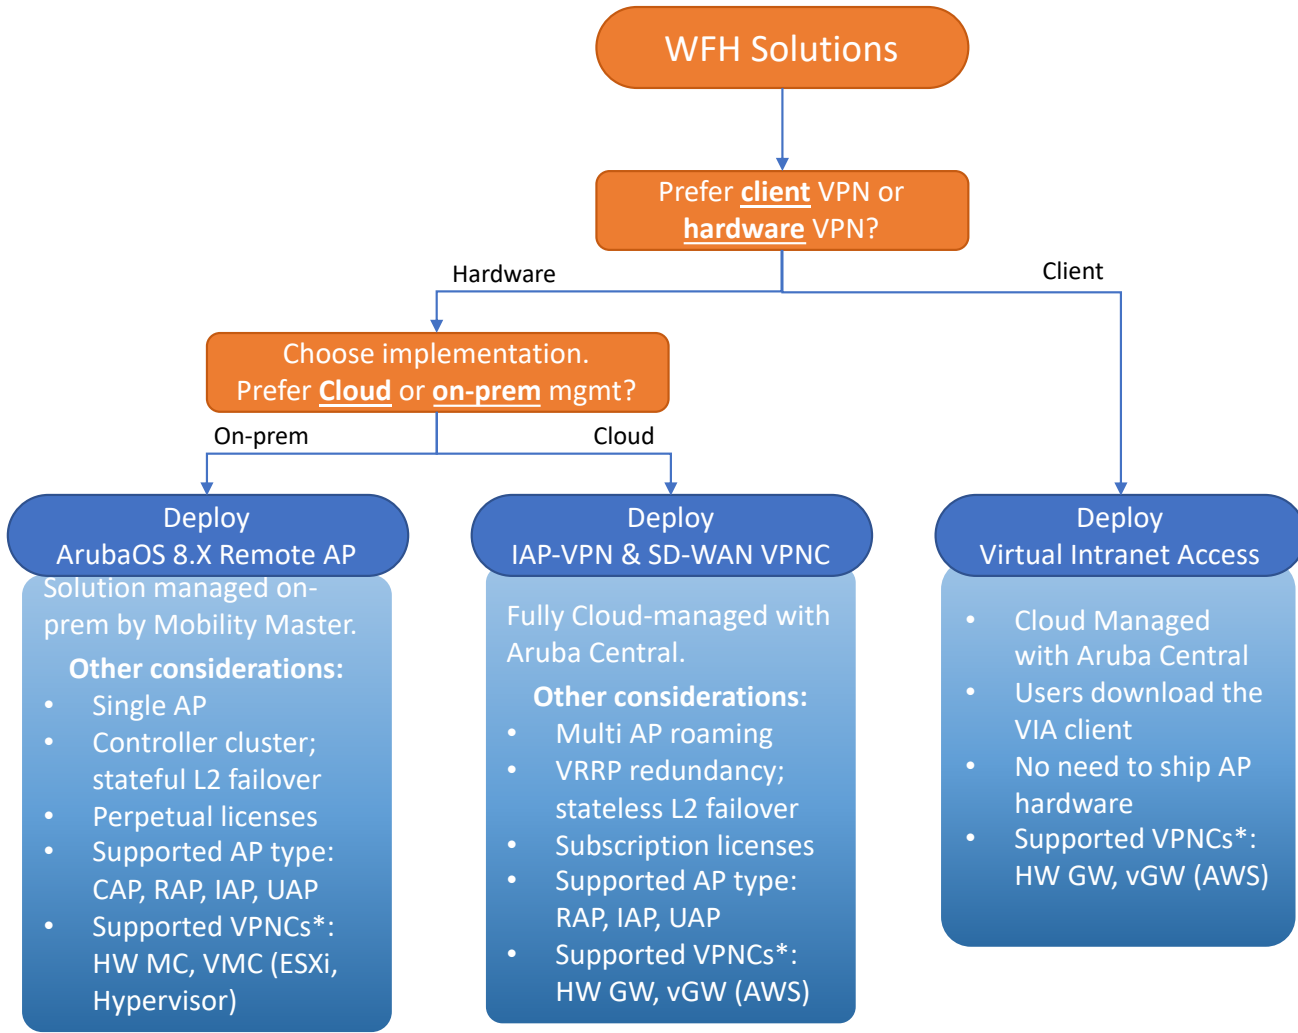 WFH Solutions
Prefer client VPN or
hardware VPN?
Hardware
Client
Choose implementation.
Prefer Cloud or on-prem mgmt?
On-prem
Cloud
Deploy
ArubaOS 8.X Remote AP
Solution managed on-
prem by Mobility Master.
Other considerations:
• Single AP
• Controller cluster;
stateful L2 failover
• Perpetual licenses
• Supported AP type:
CAP, RAP, IAP, UAP
• Supported VPNCs*:
HW MC, VMC (ESXi,
Hypervisor)
Deploy
IAP-VPN & SD-WAN VPNC
Fully Cloud-managed with
Aruba Central.
Other considerations:
• Multi AP roaming
• VRRP redundancy;
stateless L2 failover
• Subscription licenses
• Supported AP type:
RAP, IAP, UAP
• Supported VPNCs*:
HW GW, vGW (AWS)
Deploy
Virtual Intranet Access
• Cloud Managed
with Aruba Central
• Users download the
VIA client
• No need to ship AP
hardware
• Supported VPNCs*:
HW GW, vGW (AWS)